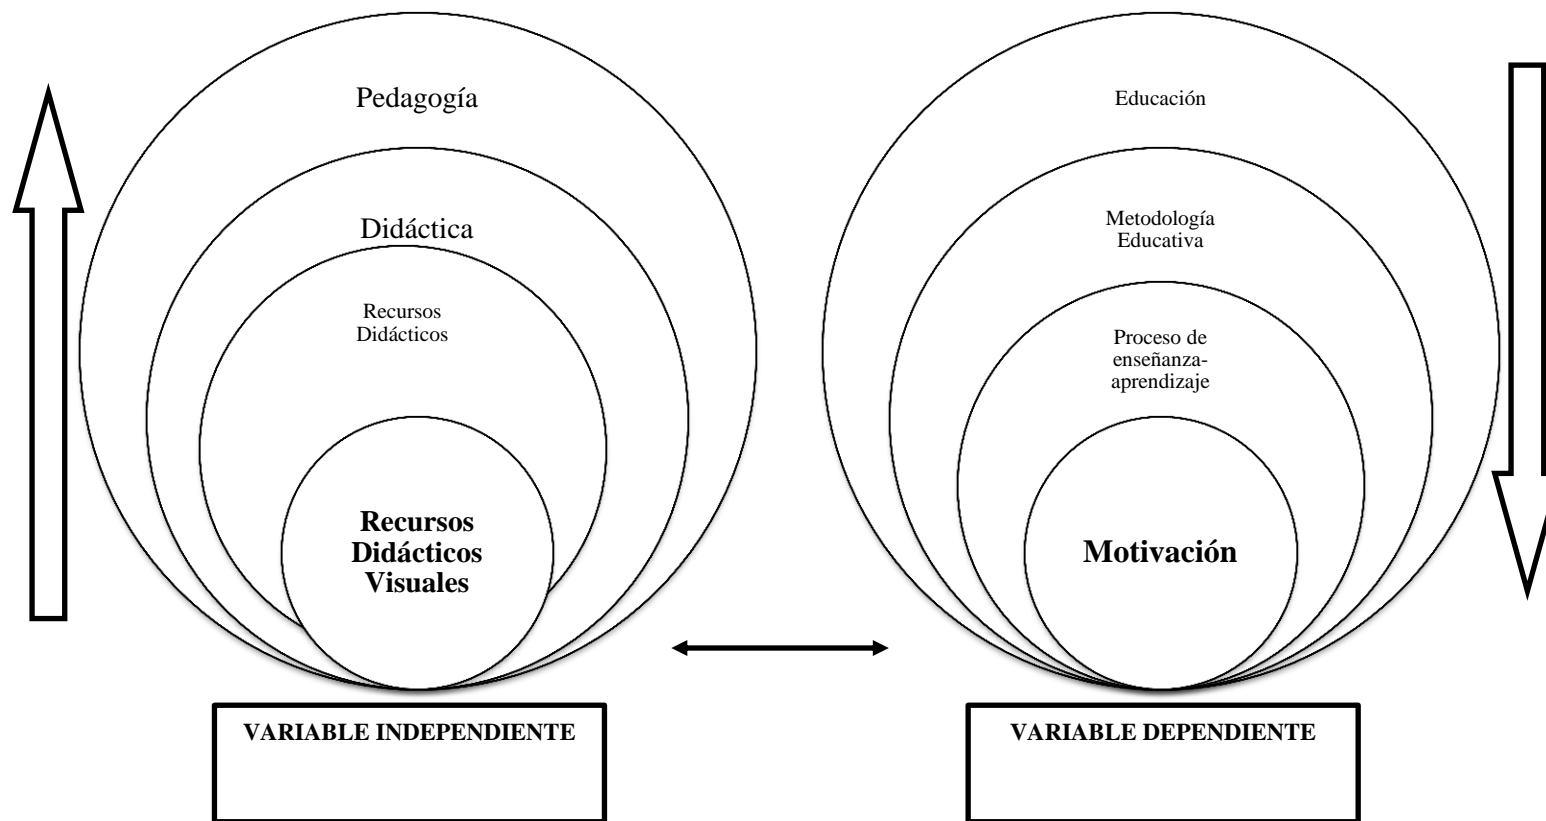 Pedagogía
Didáctica
Recursos
Didácticos
Recursos
Didácticos
Visuales
VARIABLE INDEPENDIENTE
Educación
Metodología
Educativa
Proceso de
enseñanza-
aprendizaje
Motivación
VARIABLE DEPENDIENTE